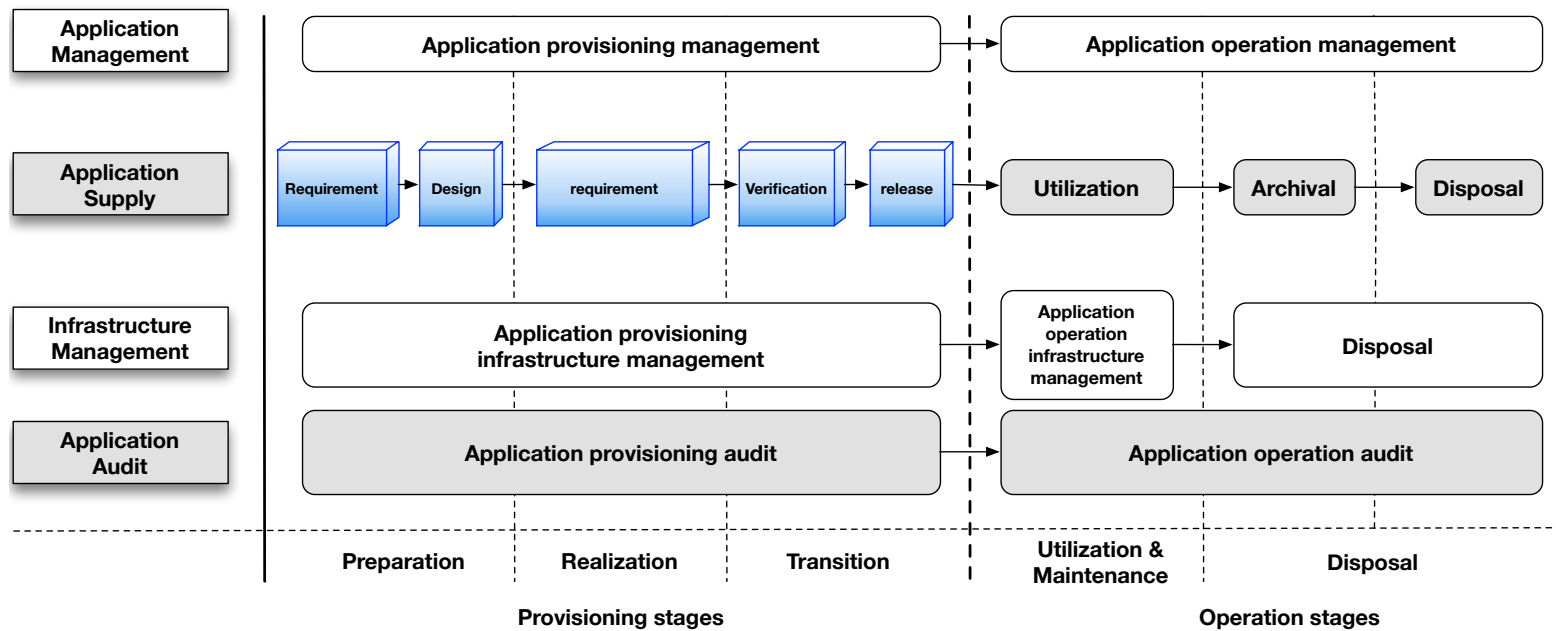 Application
Management
Application provisioning management
Application operation management
Application
Supply
Requirement
Design
requirement
Verification
release
Utilization
Archival
Disposal
Infrastructure
Management
Application provisioning
infrastructure management
Application
operation
infrastructure
management
Disposal
Application
Audit
Application provisioning audit
Application operation audit
Preparation
Realization
Transition
Utilization &
Maintenance
Disposal
Provisioning stages
Operation stages